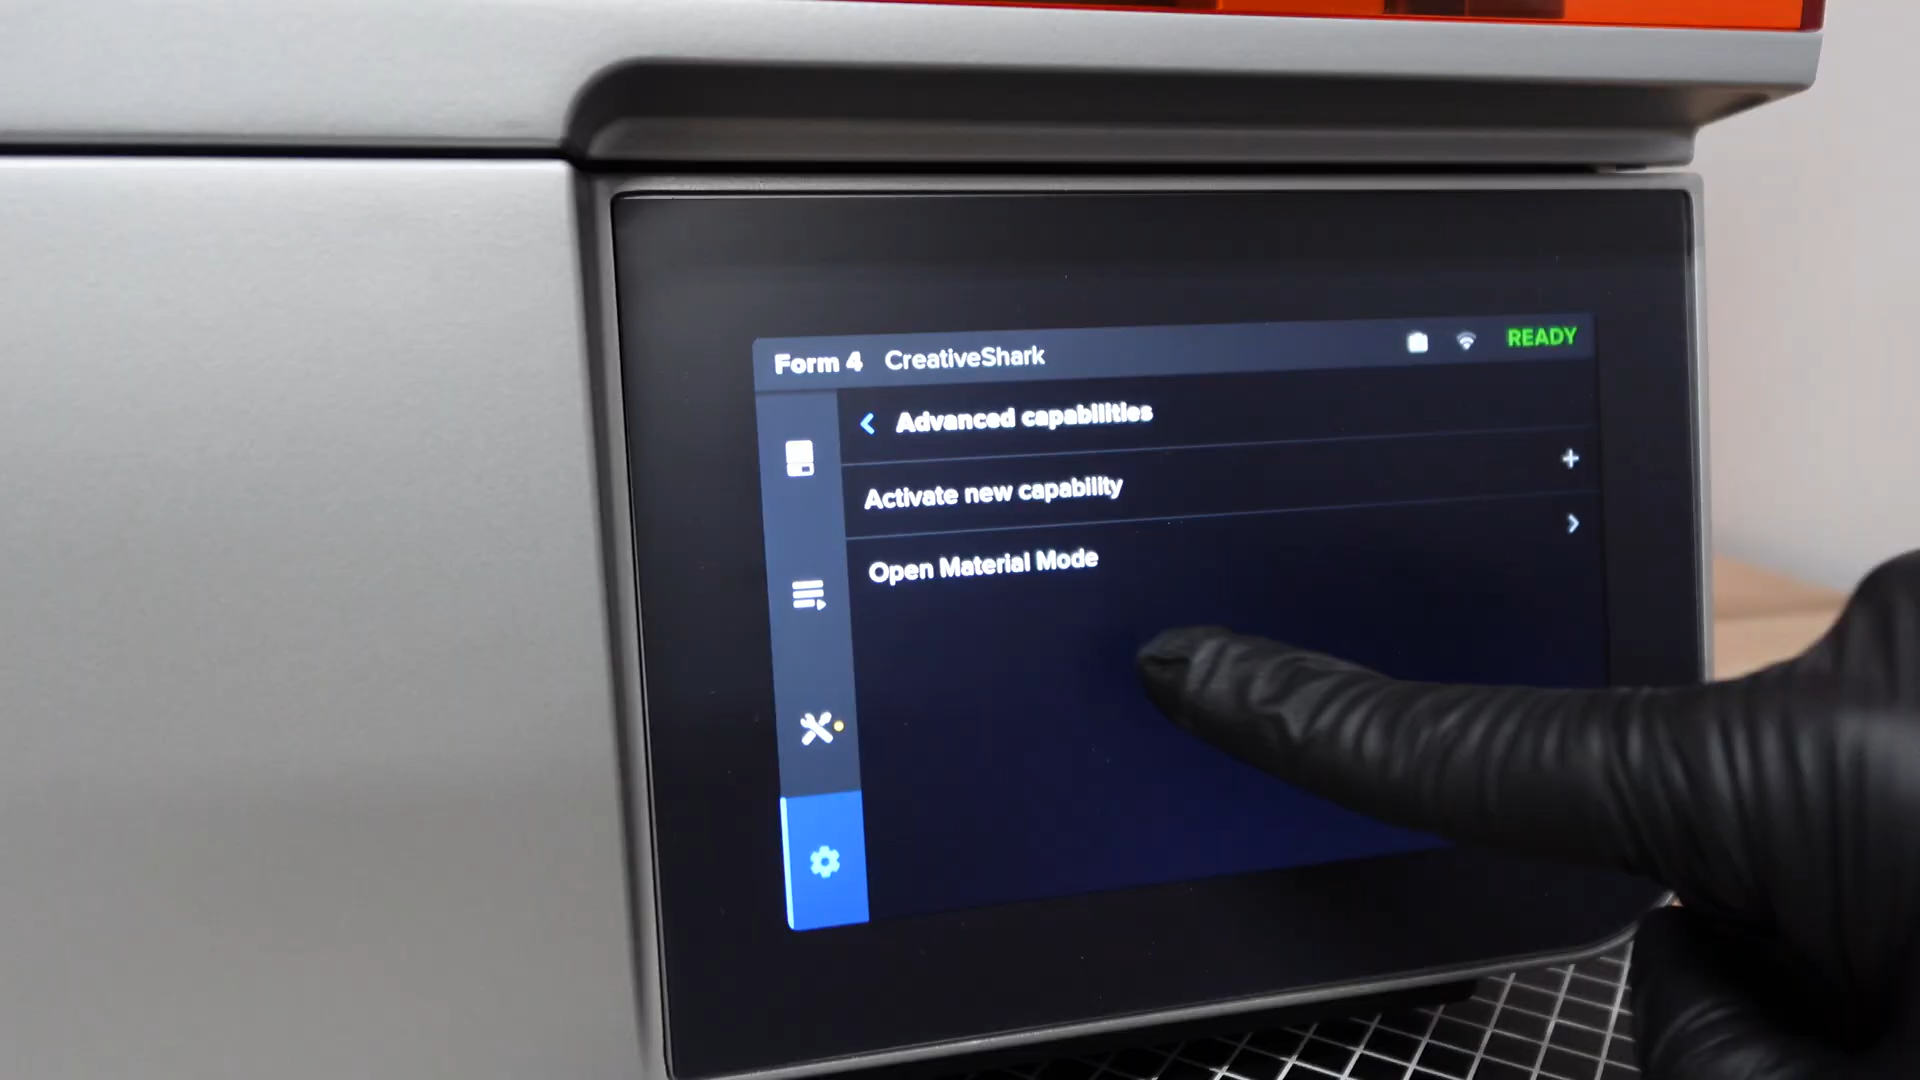 Form 4 CreativeShark READY
Advanced capabilities
Activate new capability
Open Material Mode